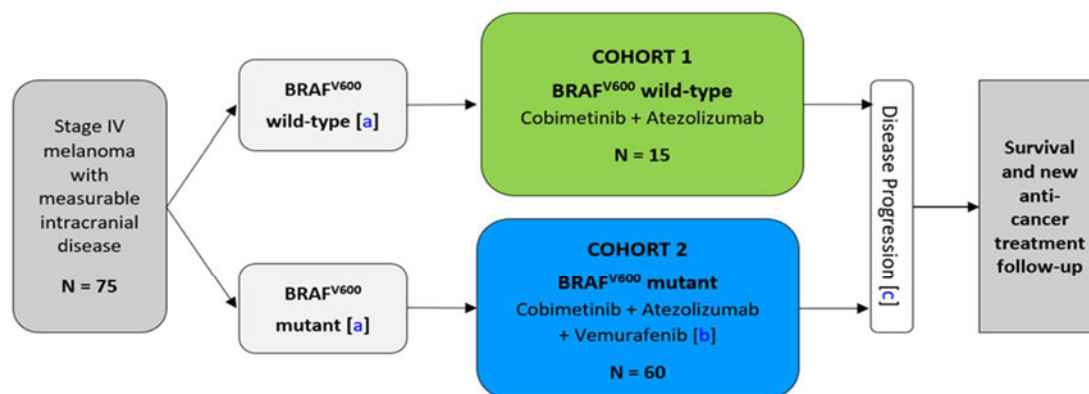 Stage IV
melanoma
with
measurable
intracranial
disease
N = 75
BRAFV600
wild-type [a]
BRAFV600
mutant [a]
COHORT 1
BRAFV600 wild-type
Cobimetinib + Atezolizumab
N = 15
COHORT 2
BRAFV600 mutant
Cobimetinib + Atezolizumab
+ Vemurafenib [b]
N = 60
Disease Progression [c]
Survival
and new
anti-
cancer
treatment
follow-up